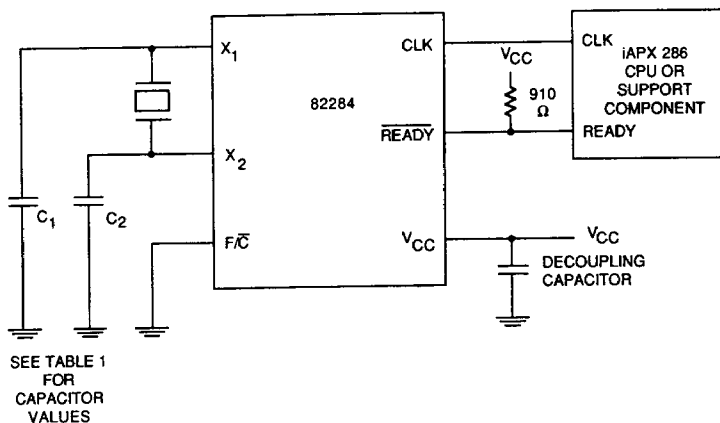 X1
X2
F/C̅
82284
CLK
R̅E̅A̅D̅Y̅
VCC
VCC
910
Ω
CLK
iAPX 286
CPU OR
SUPPORT
COMPONENT
READY
VCC
DECOUPLING
CAPACITOR
C1
C2
SEE TABLE 1
FOR
CAPACITOR
VALUES